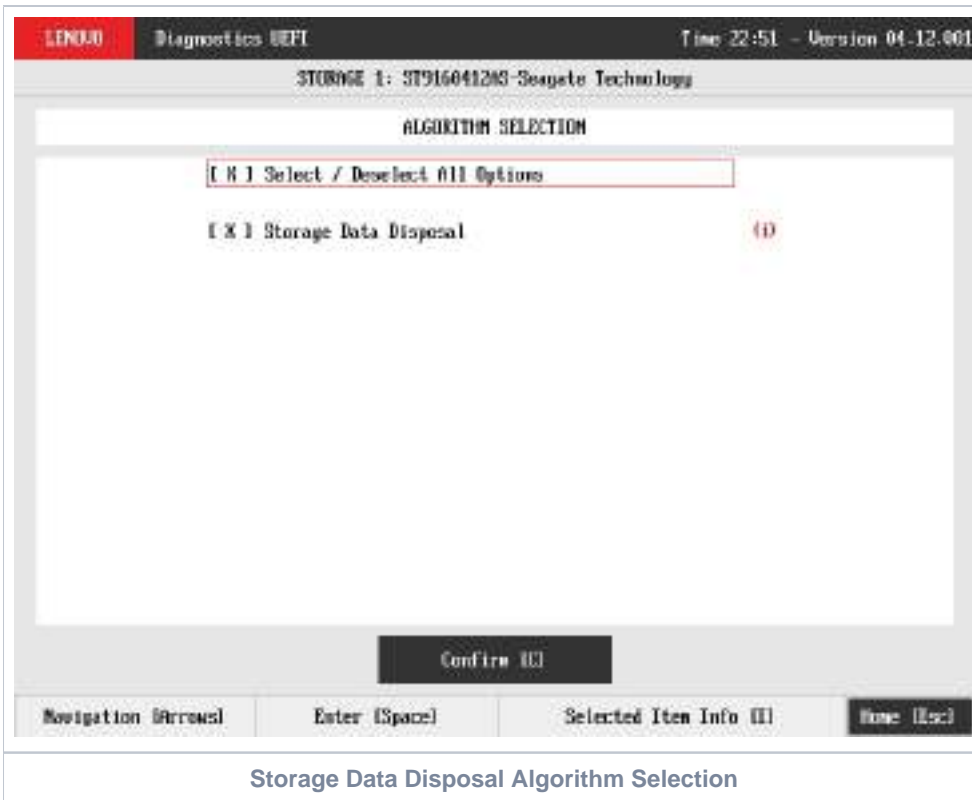 LENOVO Diagnostics UEFI Time 22:51 - Version 04.12.001
STORAGE 1: ST9160412AS-Seagate Technology
ALGORITHM SELECTION
[ X ] Select / Deselect All Options
[ X ] Storage Data Disposal (i)
Confirm [C]
Navigation [Arrows] Enter [Space] Selected Item Info [I] Home [Esc]
Storage Data Disposal Algorithm Selection